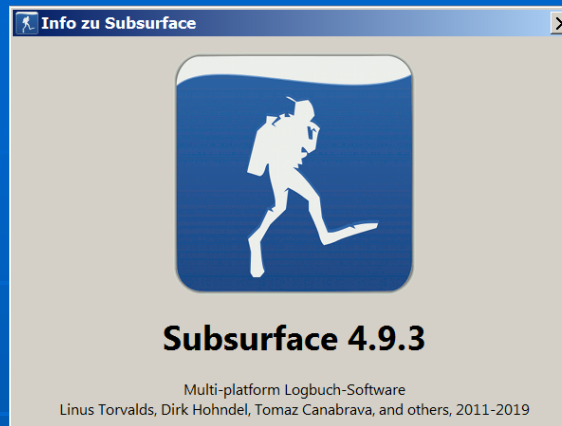 Info zu Subsurface
Subsurface 4.9.3
Multi-platform Logbuch-Software
Linus Torvalds, Dirk Hohndel, Tomaz Canabrava, and others, 2011-2019